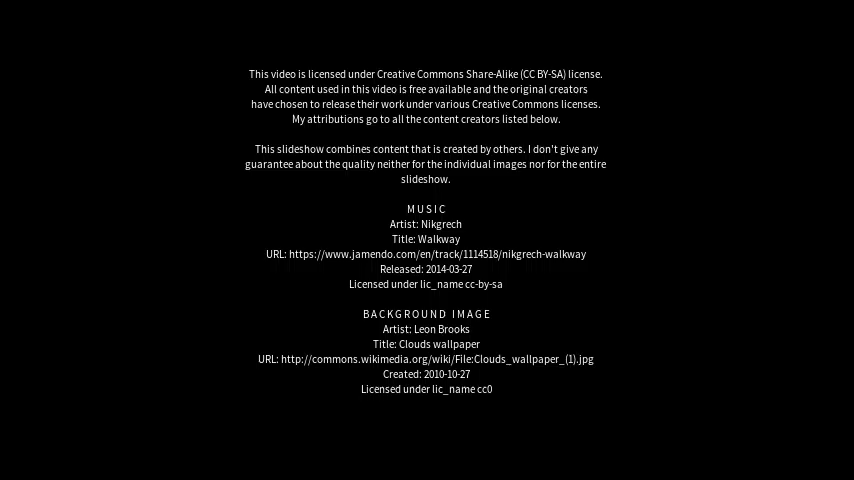 This video is licensed under Creative Commons Share-Alike (CC BY-SA) license.
All content used in this video is free available and the original creators
have chosen to release their work under various Creative Commons licenses.
My attributions go to all the content creators listed below.
This slideshow combines content that is created by others. I don't give any
guarantee about the quality neither for the individual images nor for the entire
slideshow.
MUSIC
Artist: Nikgrech
Title: Walkway
URL: https://www.jamendo.com/en/track/1114518/nikgrech-walkway
Released: 2014-03-27
Licensed under lic_name cc-by-sa
BACKGROUND IMAGE
Artist: Leon Brooks
Title: Clouds wallpaper
URL: http://commons.wikimedia.org/wiki/File:Clouds_wallpaper_(1).jpg
Created: 2010-10-27
Licensed under lic_name cc0